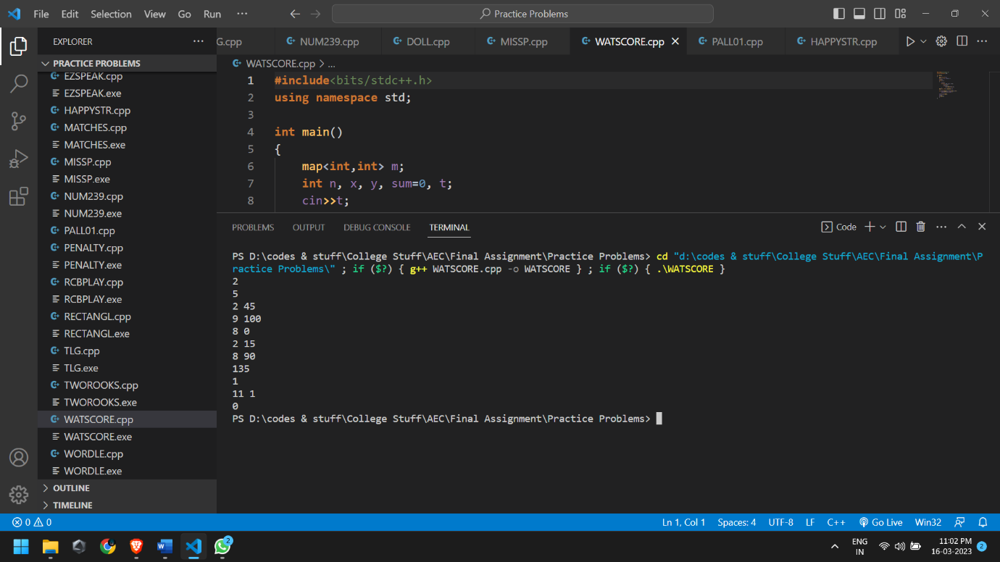 File Edit Selection View Go Run ··· Practice Problems
EXPLORER ···
PRACTICE PROBLEMS
EZSPEAK.cpp
EZSPEAK.exe
HAPPYSTR.cpp
MATCHES.cpp
MATCHES.exe
MISSP.cpp
MISSP.exe
NUM239.cpp
NUM239.exe
PALL01.cpp
PENALTY.cpp
PENALTY.exe
RCBPLAY.cpp
RCBPLAY.exe
RECTANGL.cpp
RECTANGL.exe
TLG.cpp
TLG.exe
TWOROOKS.cpp
TWOROOKS.exe
WATSCORE.cpp
WATSCORE.exe
WORDLE.cpp
WORDLE.exe
OUTLINE
TIMELINE
G.cpp NUM239.cpp DOLL.cpp MISSP.cpp WATSCORE.cpp PALL01.cpp HAPPYSTR.cpp
WATSCORE.cpp > ...
1 #include<bits/stdc++.h>
2 using namespace std;
3
4 int main()
5 {
6 map<int,int> m;
7 int n, x, y, sum=0, t;
8 cin>>t;
PROBLEMS OUTPUT DEBUG CONSOLE TERMINAL Code
PS D:\codes & stuff\College Stuff\AEC\Final Assignment\Practice Problems> cd "d:\codes & stuff\College Stuff\AEC\Final Assignment\P
ractice Problems\" ; if ($?) { g++ WATSCORE.cpp -o WATSCORE } ; if ($?) { .\WATSCORE }
2
5
2 45
9 100
8 0
2 15
8 90
135
1
11 1
0
PS D:\codes & stuff\College Stuff\AEC\Final Assignment\Practice Problems>
0 0 Ln 1, Col 1 Spaces: 4 UTF-8 LF C++ Go Live Win32
W 2 ENG 11:02 PM
IN 16-03-2023 2